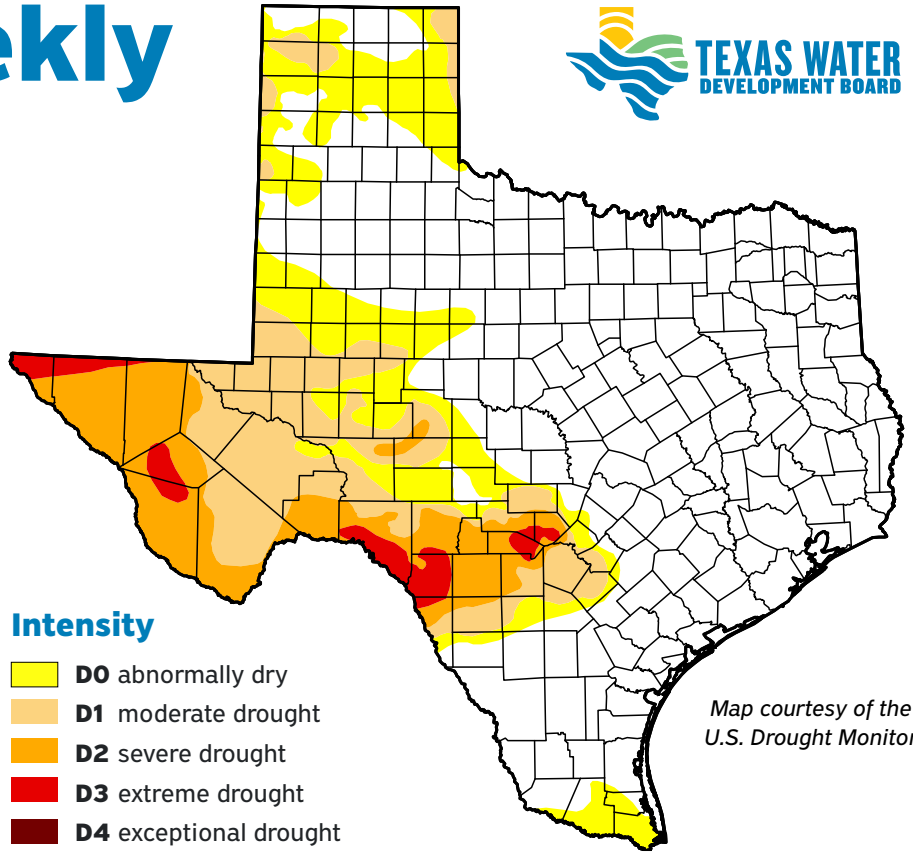 ekly
TEXAS WATER
DEVELOPMENT BOARD
Intensity
D0 abnormally dry
D1 moderate drought
D2 severe drought
D3 extreme drought
D4 exceptional drought
Map courtesy of the
U.S. Drought Monitor